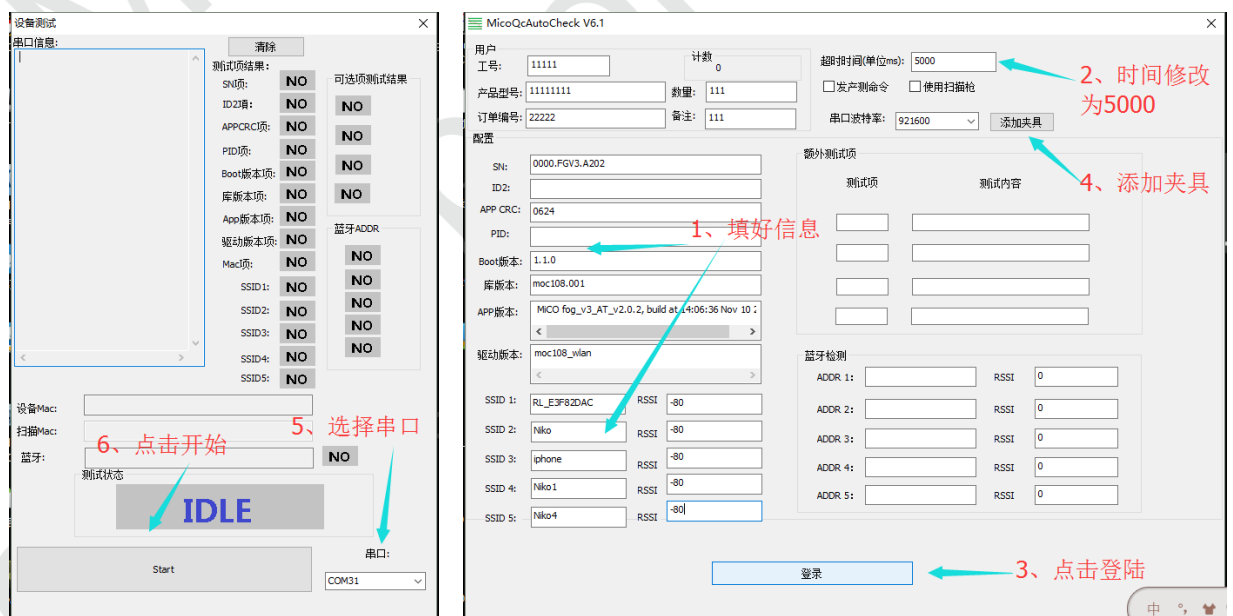 设备测试
串口信息:
清除
测试项结果:
SN项: NO
ID2项: NO
APPCRC项: NO
PID项: NO
Boot版本项: NO
库版本项: NO
App版本项: NO
驱动版本项: NO
Mac项: NO
SSID1: NO
SSID2: NO
SSID3: NO
SSID4: NO
SSID5: NO
可选项测试结果
NO
NO
NO
NO
蓝牙ADDR
NO
NO
NO
NO
NO
设备Mac:
扫描Mac:
蓝牙: NO
5、选择串口
6、点击开始
测试状态
IDLE
Start
串口:
COM31
MicoQcAutoCheck V6.1
用户
工号: 11111
计数
0
产品型号: 11111111 数量: 111
订单编号: 22222 备注: 111
超时时间(单位ms): 5000
发产测命令 使用扫描枪
串口波特率: 921600 添加夹具
2、时间修改
为5000
4、添加夹具
配置
SN: 0000.FGV3.A202
ID2:
APP CRC: 0624
PID:
1、填好信息
Boot版本: 1.1.0
库版本: moc108.001
APP版本: MiCO fog_v3_AT_v2.0.2, build at 14:06:36 Nov 10 2
驱动版本: moc108_wlan
SSID 1: RL_E3F82DAC RSSI -80
SSID 2: Niko RSSI -80
SSID 3: iphone RSSI -80
SSID 4: Niko1 RSSI -80
SSID 5: Niko4 RSSI -80
额外测试项
测试项 测试内容
蓝牙检测
ADDR 1: RSSI 0
ADDR 2: RSSI 0
ADDR 3: RSSI 0
ADDR 4: RSSI 0
ADDR 5: RSSI 0
登录
3、点击登陆
中 °,